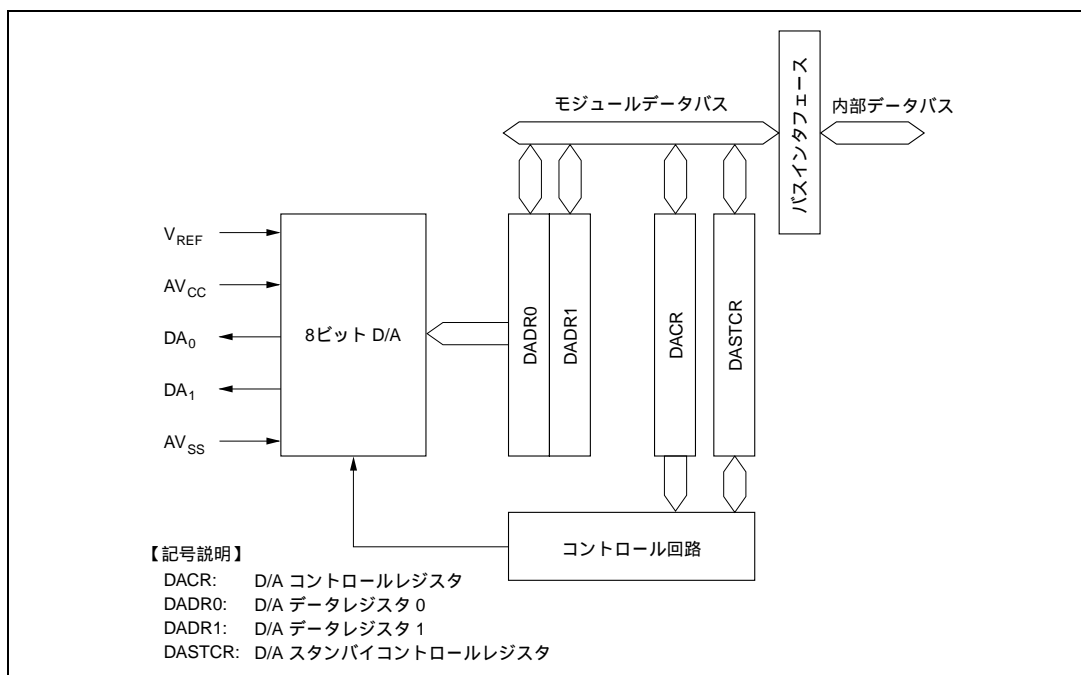 モジュールデータバス
バスインタフェース
内部データバス
VREF
AVCC
DA0
DA1
AVSS
8ビット D/A
DADR0
DADR1
DACR
DASTCR
コントロール回路
【記号説明】
DACR: D/A コントロールレジスタ
DADR0: D/A データレジスタ 0
DADR1: D/A データレジスタ 1
DASTCR: D/A スタンバイコントロールレジスタ